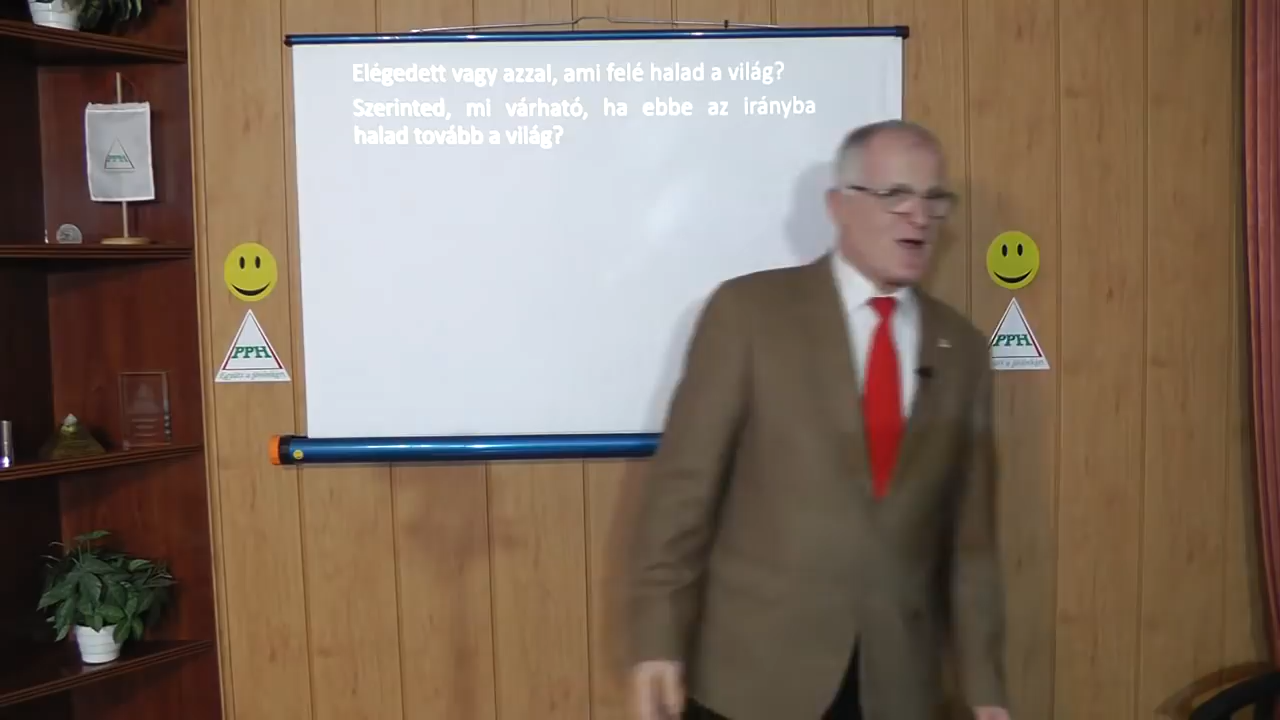 Elégedett vagy azzal, ami felé halad a világ?
Szerinted, mi várható, ha ebbe az irányba
halad tovább a világ?
PPH
PPH
PPH